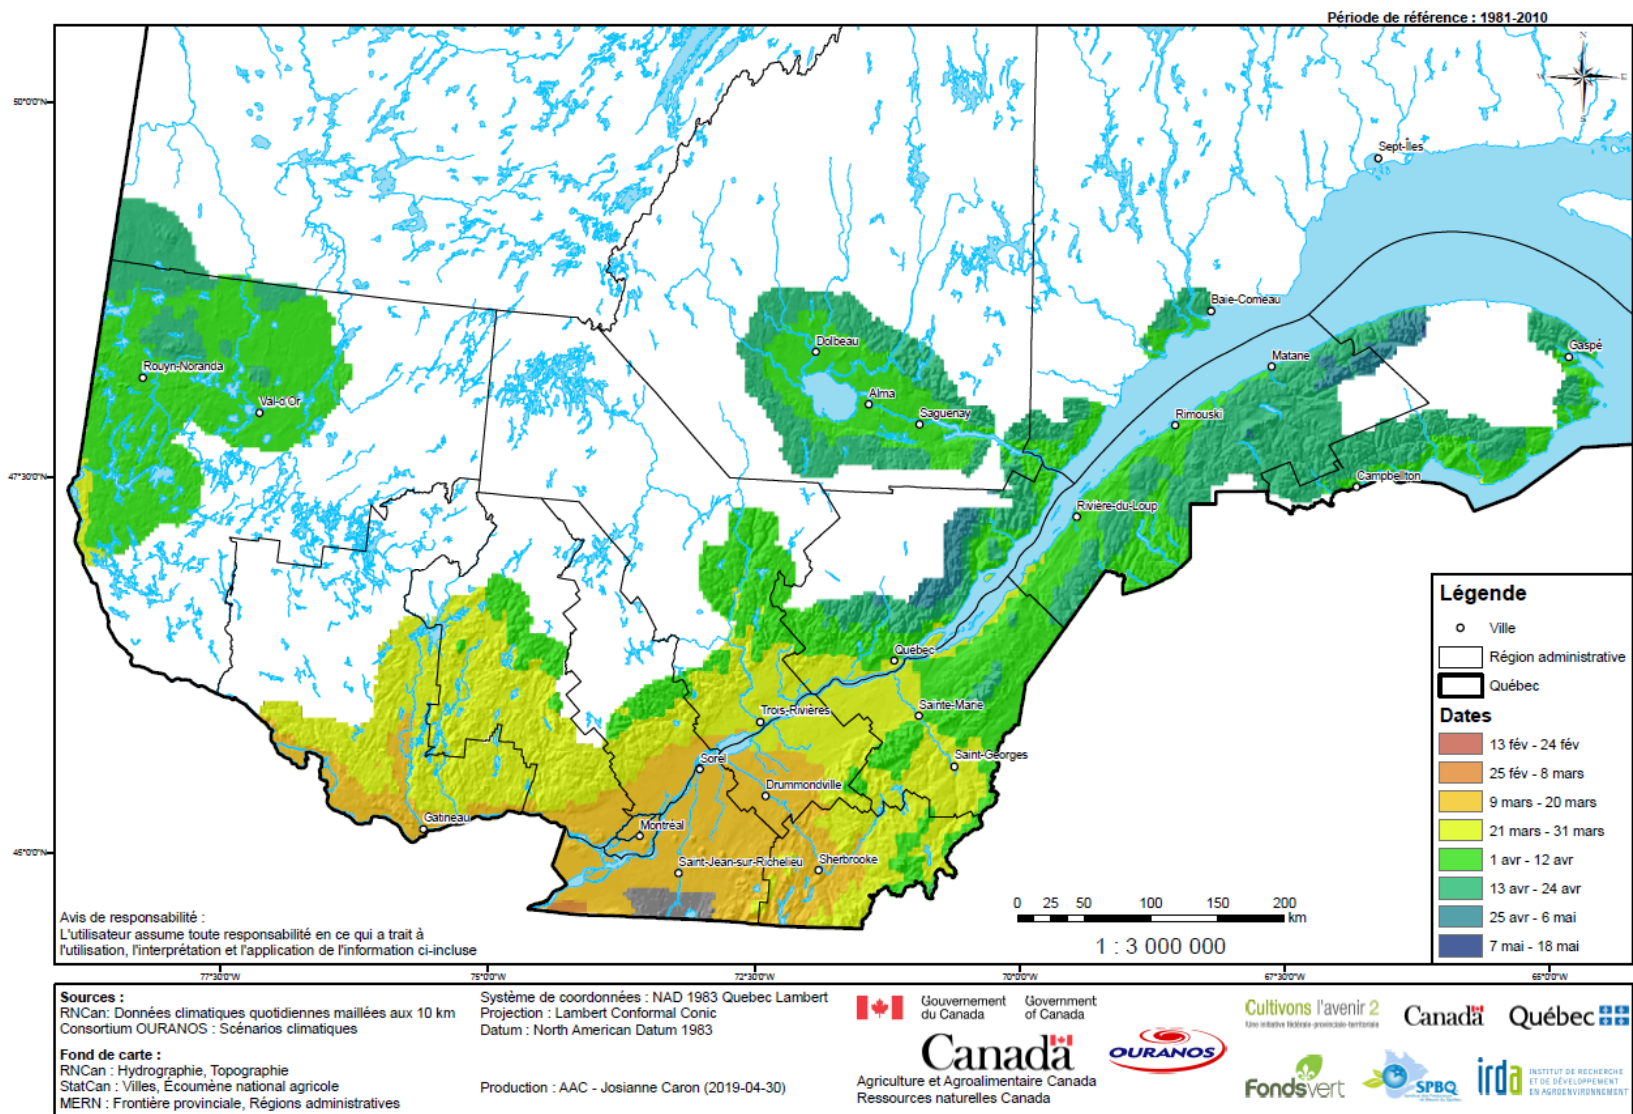 Période de référence : 1981-2010
N
W
E
S
50°0'0"N
47°30'0"N
45°0'0"N
Sept-Îles
Baie-Comeau
Gaspé
Matane
Dolbeau
Rouyn-Noranda
Alma
Val-d'Or
Saguenay
Rimouski
Campbellton
Rivière-du-Loup
Québec
Sainte-Marie
Trois-Rivières
Saint-Georges
Sorel
Drummondville
Gatineau
Montréal
Saint-Jean-sur-Richelieu
Sherbrooke
Légende
Ville
Région administrative
Québec
Dates
13 fév - 24 fév
25 fév - 8 mars
9 mars - 20 mars
21 mars - 31 mars
1 avr - 12 avr
13 avr - 24 avr
25 avr - 6 mai
7 mai - 18 mai
0 25 50 100 150 200
km
1 : 3 000 000
Avis de responsabilité :
L'utilisateur assume toute responsabilité en ce qui a trait à
l'utilisation, l'interprétation et l'application de l'information ci-incluse
77°30'0"W 75°0'0"W 72°30'0"W 70°0'0"W 67°30'0"W 65°0'0"W
Sources :
RNCan: Données climatiques quotidiennes maillées aux 10 km
Consortium OURANOS : Scénarios climatiques
Fond de carte :
RNCan : Hydrographie, Topographie
StatCan : Villes, Écoumène national agricole
MERN : Frontière provinciale, Régions administratives
Système de coordonnées : NAD 1983 Quebec Lambert
Projection : Lambert Conformal Conic
Datum : North American Datum 1983
Production : AAC - Josianne Caron (2019-04-30)
Gouvernement du Canada
Government of Canada
Canada
Agriculture et Agroalimentaire Canada
Ressources naturelles Canada
OURANOS
Cultivons l'avenir 2
Une initiative fédérale-provinciale-territoriale
Canada
Québec
Fondsvert
SPBQ
irda
INSTITUT DE RECHERCHE
ET DE DÉVELOPPEMENT
EN AGROENVIRONNEMENT